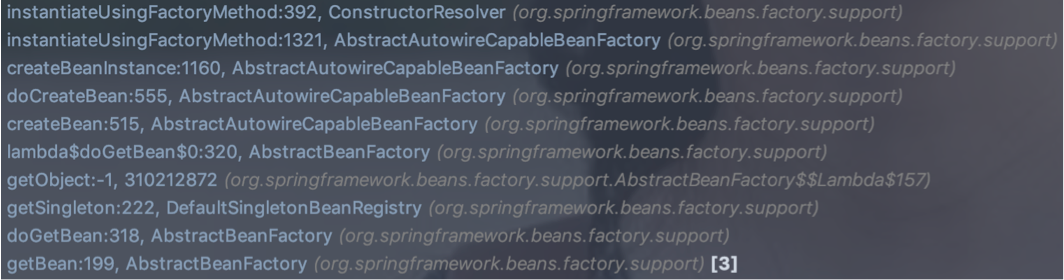 instantiateUsingFactoryMethod:392, ConstructorResolver (org.springframework.beans.factory.support)
instantiateUsingFactoryMethod:1321, AbstractAutowireCapableBeanFactory (org.springframework.beans.factory.support)
createBeanInstance:1160, AbstractAutowireCapableBeanFactory (org.springframework.beans.factory.support)
doCreateBean:555, AbstractAutowireCapableBeanFactory (org.springframework.beans.factory.support)
createBean:515, AbstractAutowireCapableBeanFactory (org.springframework.beans.factory.support)
lambda$doGetBean$0:320, AbstractBeanFactory (org.springframework.beans.factory.support)
getObject:-1, 310212872 (org.springframework.beans.factory.support.AbstractBeanFactory$$Lambda$157)
getSingleton:222, DefaultSingletonBeanRegistry (org.springframework.beans.factory.support)
doGetBean:318, AbstractBeanFactory (org.springframework.beans.factory.support)
getBean:199, AbstractBeanFactory (org.springframework.beans.factory.support) [3]